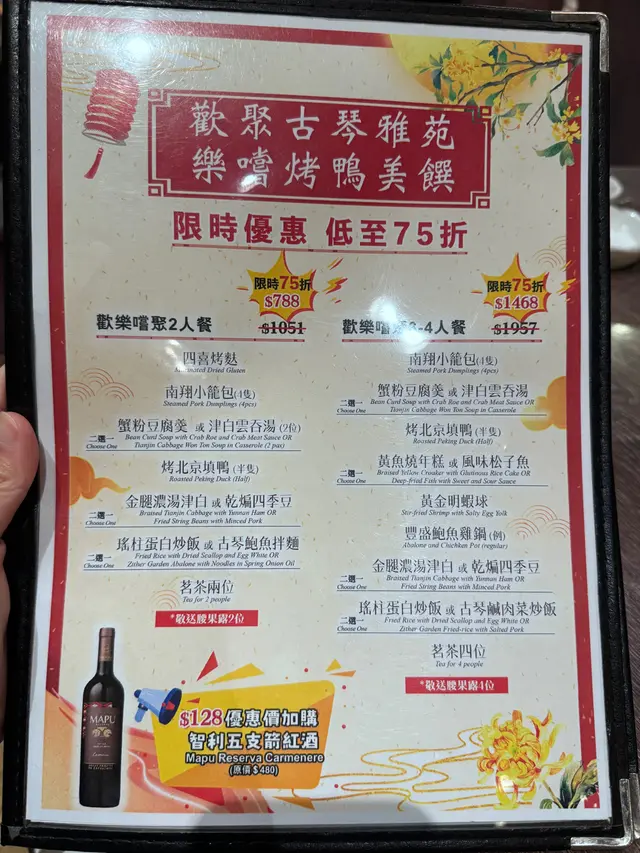 歡聚古琴雅苑
樂嚐烤鴨美饌
限時優惠 低至75折
限時75折
$788
歡樂嚐聚2人餐
$1051
四喜烤麩
Marinated Dried Gluten
南翔小籠包(4隻)
Steamed Pork Dumplings (4pcs)
二選一
Choose One
蟹粉豆腐羹 或 津白雲吞湯 (2位)
Bean Curd Soup with Crab Roe and Crab Meat Sauce OR
Tianjin Cabbage Won Ton Soup in Casserole (2 pax)
烤北京填鴨 (半隻)
Roasted Peking Duck (Half)
二選一
Choose One
金腿濃湯津白 或 乾煸四季豆
Braised Tianjin Cabbage with Yunnan Ham OR
Fried String Beans with Minced Pork
二選一
Choose One
瑤柱蛋白炒飯 或 古琴鮑魚拌麵
Fried Rice with Dried Scallop and Egg White OR
Zither Garden Abalone with Noodles in Spring Onion Oil
茗茶兩位
Tea for 2 people
*敬送腰果露2位
限時75折
$1468
歡樂嚐聚3-4人餐
$1957
南翔小籠包(4隻)
Steamed Pork Dumplings (4pcs)
二選一
Choose One
蟹粉豆腐羹 或 津白雲吞湯
Bean Curd Soup with Crab Roe and Crab Meat Sauce OR
Tianjin Cabbage Won Ton Soup in Casserole
烤北京填鴨 (半隻)
Roasted Peking Duck (Half)
二選一
Choose One
黃魚燒年糕 或 風味松子魚
Braised Yellow Croaker with Glutinous Rice Cake OR
Deep-fried Fish with Sweet and Sour Sauce
黃金明蝦球
Stir-fried Shrimp with Salty Egg Yolk
豐盛鮑魚雞鍋 (例)
Abalone and Chichken Pot (regular)
二選一
Choose One
金腿濃湯津白 或 乾煸四季豆
Braised Tianjin Cabbage with Yunnan Ham OR
Fried String Beans with Minced Pork
二選一
Choose One
瑤柱蛋白炒飯 或 古琴鹹肉菜炒飯
Fried Rice with Dried Scallop and Egg White OR
Zither Garden Fried-rice with Salted Pork
茗茶四位
Tea for 4 people
*敬送腰果露4位
MAPU
$128優惠價加購
智利五支箭紅酒
Mapu Reserva Carmenere
(原價$480)